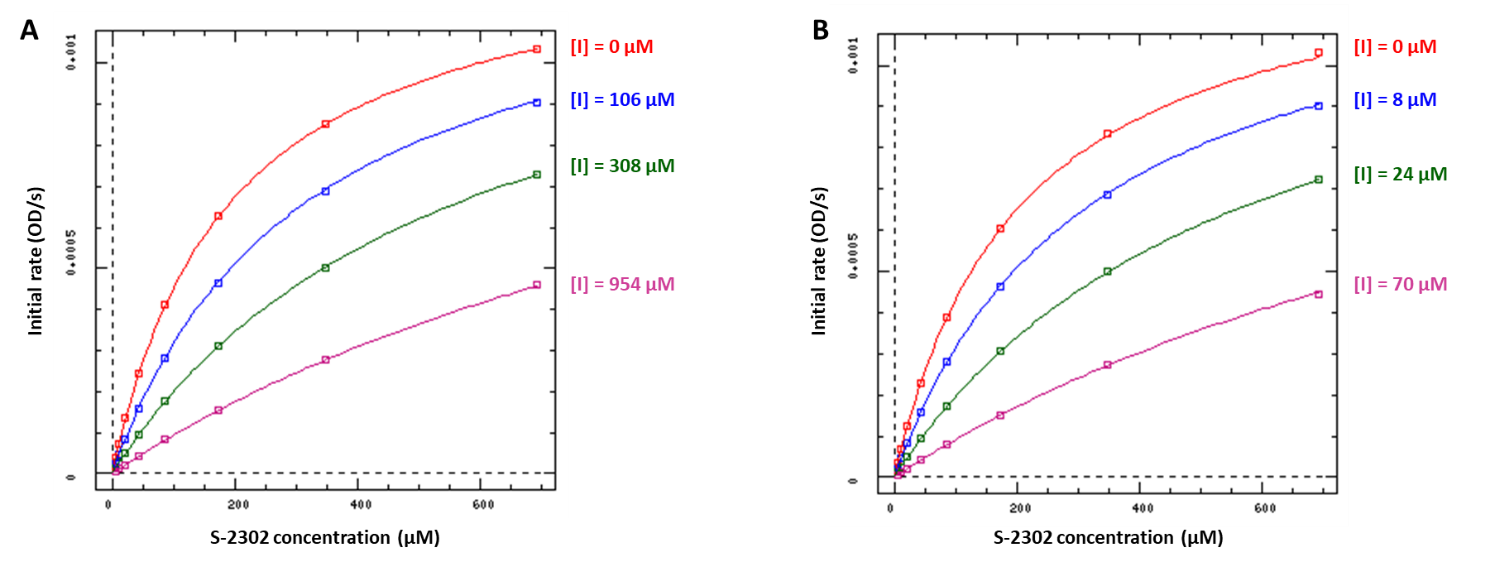 A
B
[I] = 0 µM
[I] = 106 µM
[I] = 308 µM
[I] = 954 µM
Initial rate (OD/s)
0.001
0.0005
0
0
200
400
600
S-2302 concentration (µM)
[I] = 0 µM
[I] = 8 µM
[I] = 24 µM
[I] = 70 µM
Initial rate (OD/s)
0.001
0.0005
0
0
200
400
600
S-2302 concentration (µM)